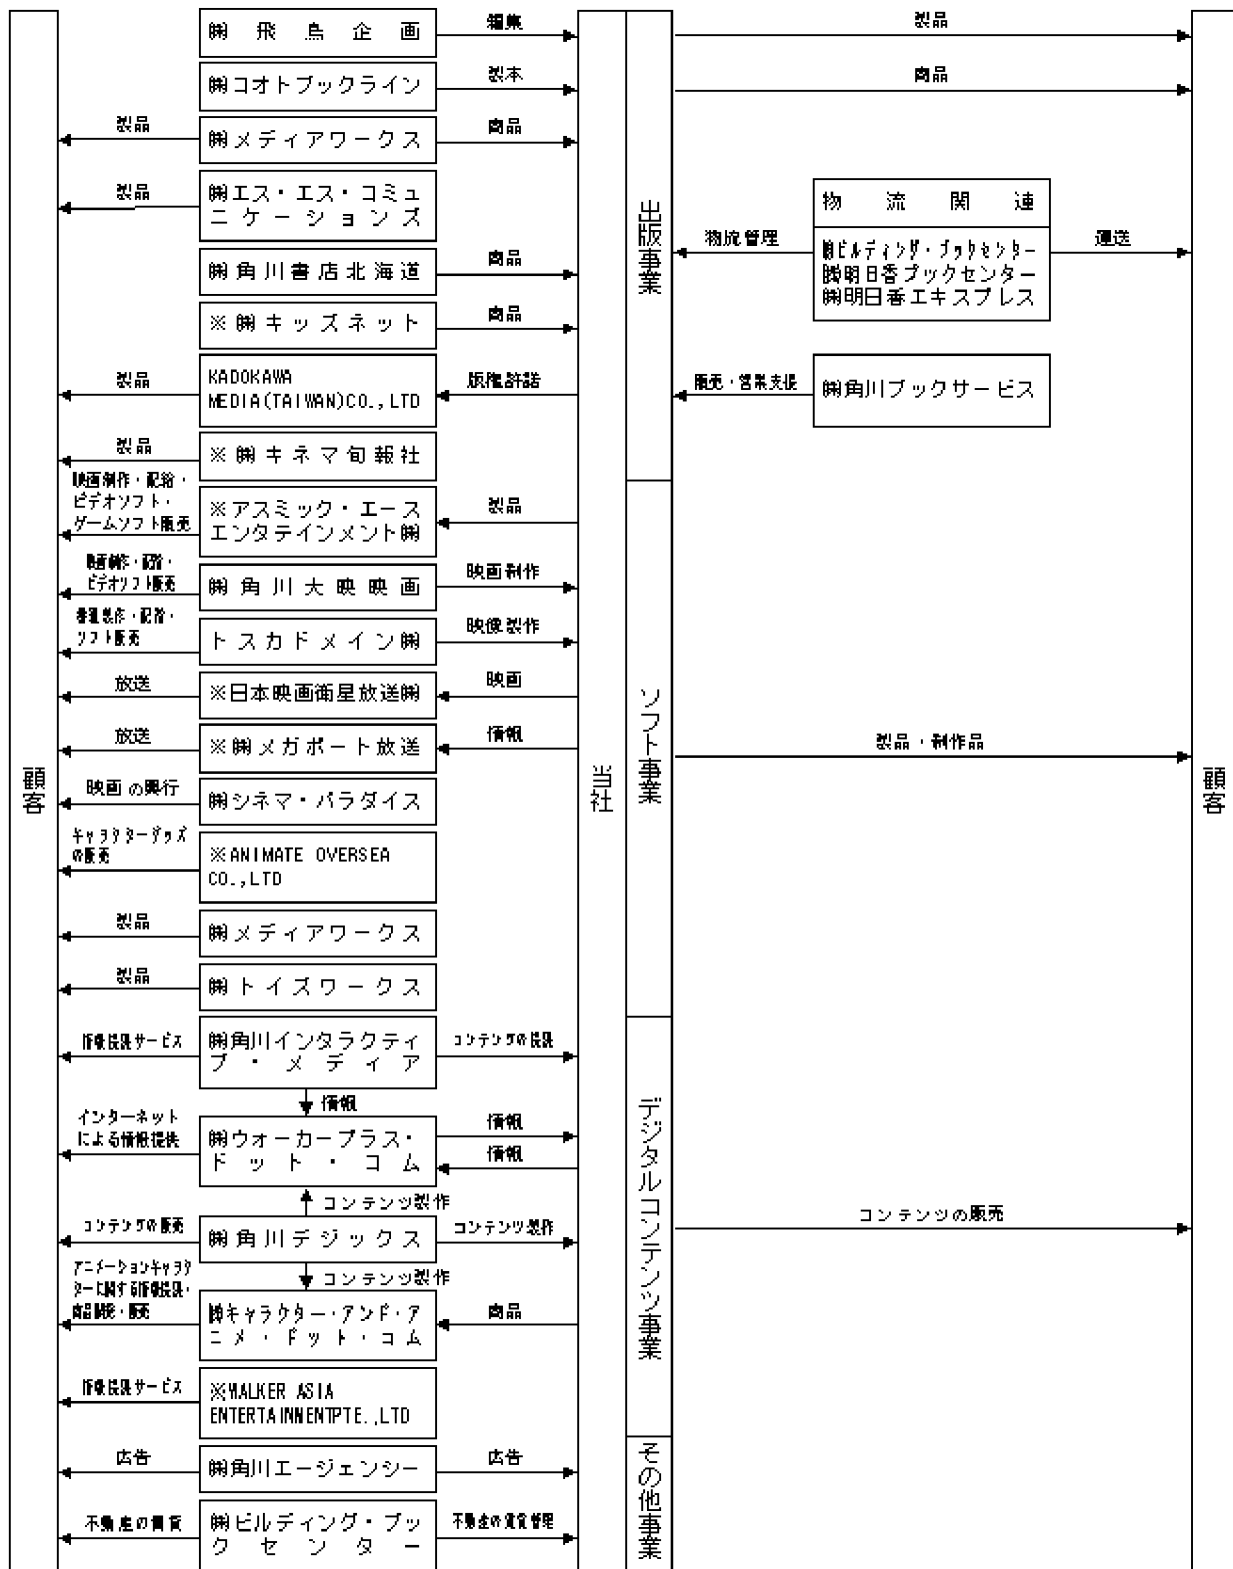 ㈱飛鳥企画
編集
製品
㈱コオトブックライン
製本
商品
製品
㈱メディアワークス
商品
製品
㈱エス・エス・コミュ
ニケーションズ
物流関連
物流管理
㈱ビルディング・ブックセンター
㈱明日香ブックセンター
㈱明日香エキスプレス
運送
㈱角川書店北海道
商品
※㈱キッズネット
商品
出版事業
製品
KADOKAWA
MEDIA(TAIWAN)CO.,LTD
版権許諾
販売・営業支援
㈱角川ブックサービス
製品
※㈱キネマ旬報社
映画制作・配給・
ビデオソフト・
ゲームソフト販売
※アスミック・エース
エンタテインメント㈱
製品
映画制作・配給・
ビデオソフト販売
㈱角川大映映画
映画制作
番組製作・配給・
ソフト販売
トスカドメイン㈱
映像製作
放送
※日本映画衛星放送㈱
映画
放送
※㈱メガポート放送
情報
ソフト事業
製品・制作品
顧客
当社
顧客
映画の興行
㈱シネマ・パラダイス
キャラクターグッズ
の販売
※ANIMATE OVERSEA
CO.,LTD
製品
㈱メディアワークス
製品
㈱トイズワークス
情報提供サービス
㈱角川インタラクティ
ブ・メディア
コンテンツの提供
情報
インターネット
による情報提供
㈱ウォーカープラス・
ドット・コム
情報
情報
コンテンツ製作
コンテンツの販売
㈱角川デジックス
コンテンツ製作
デジタルコンテンツ事業
コンテンツの販売
コンテンツ製作
アニメーションキャラク
ターに関する情報提供・
商品開発・販売
㈱キャラクター・アンド・ア
ニメ・ドット・コム
商品
情報提供サービス
※WALKER ASIA
ENTERTAINMENTPTE.,LTD
広告
㈱角川エージェンシー
広告
その他事業
不動産の賃貸
㈱ビルディング・ブッ
クセンター
不動産の賃貸管理